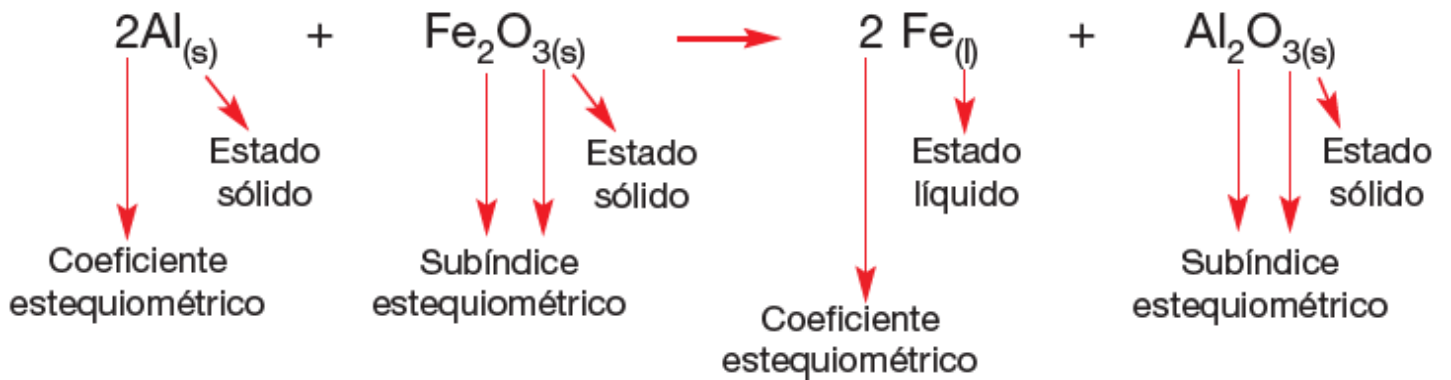 2Al(s) + Fe2O3(s) → 2 Fe(l) + Al2O3(s)
Estado
sólido
Estado
sólido
Estado
líquido
Estado
sólido
Coeficiente
estequiométrico
Subíndice
estequiométrico
Coeficiente
estequiométrico
Subíndice
estequiométrico